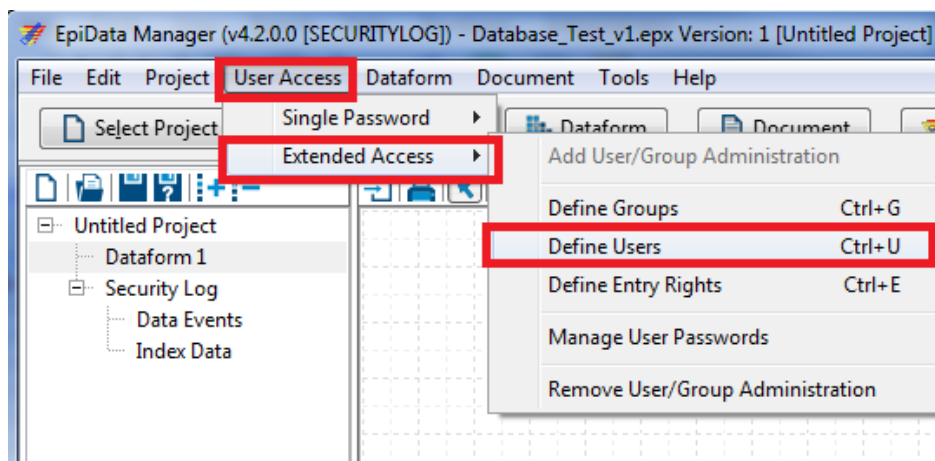 EpiData Manager (v4.2.0.0 [SECURITYLOG]) - Database_Test_v1.epx Version: 1 [Untitled Project]
File Edit Project User Access Dataform Document Tools Help
Select Project Dataform Document
Single Password
Extended Access
Add User/Group Administration
Define Groups Ctrl+G
Define Users Ctrl+U
Define Entry Rights Ctrl+E
Manage User Passwords
Remove User/Group Administration
Untitled Project
Dataform 1
Security Log
Data Events
Index Data